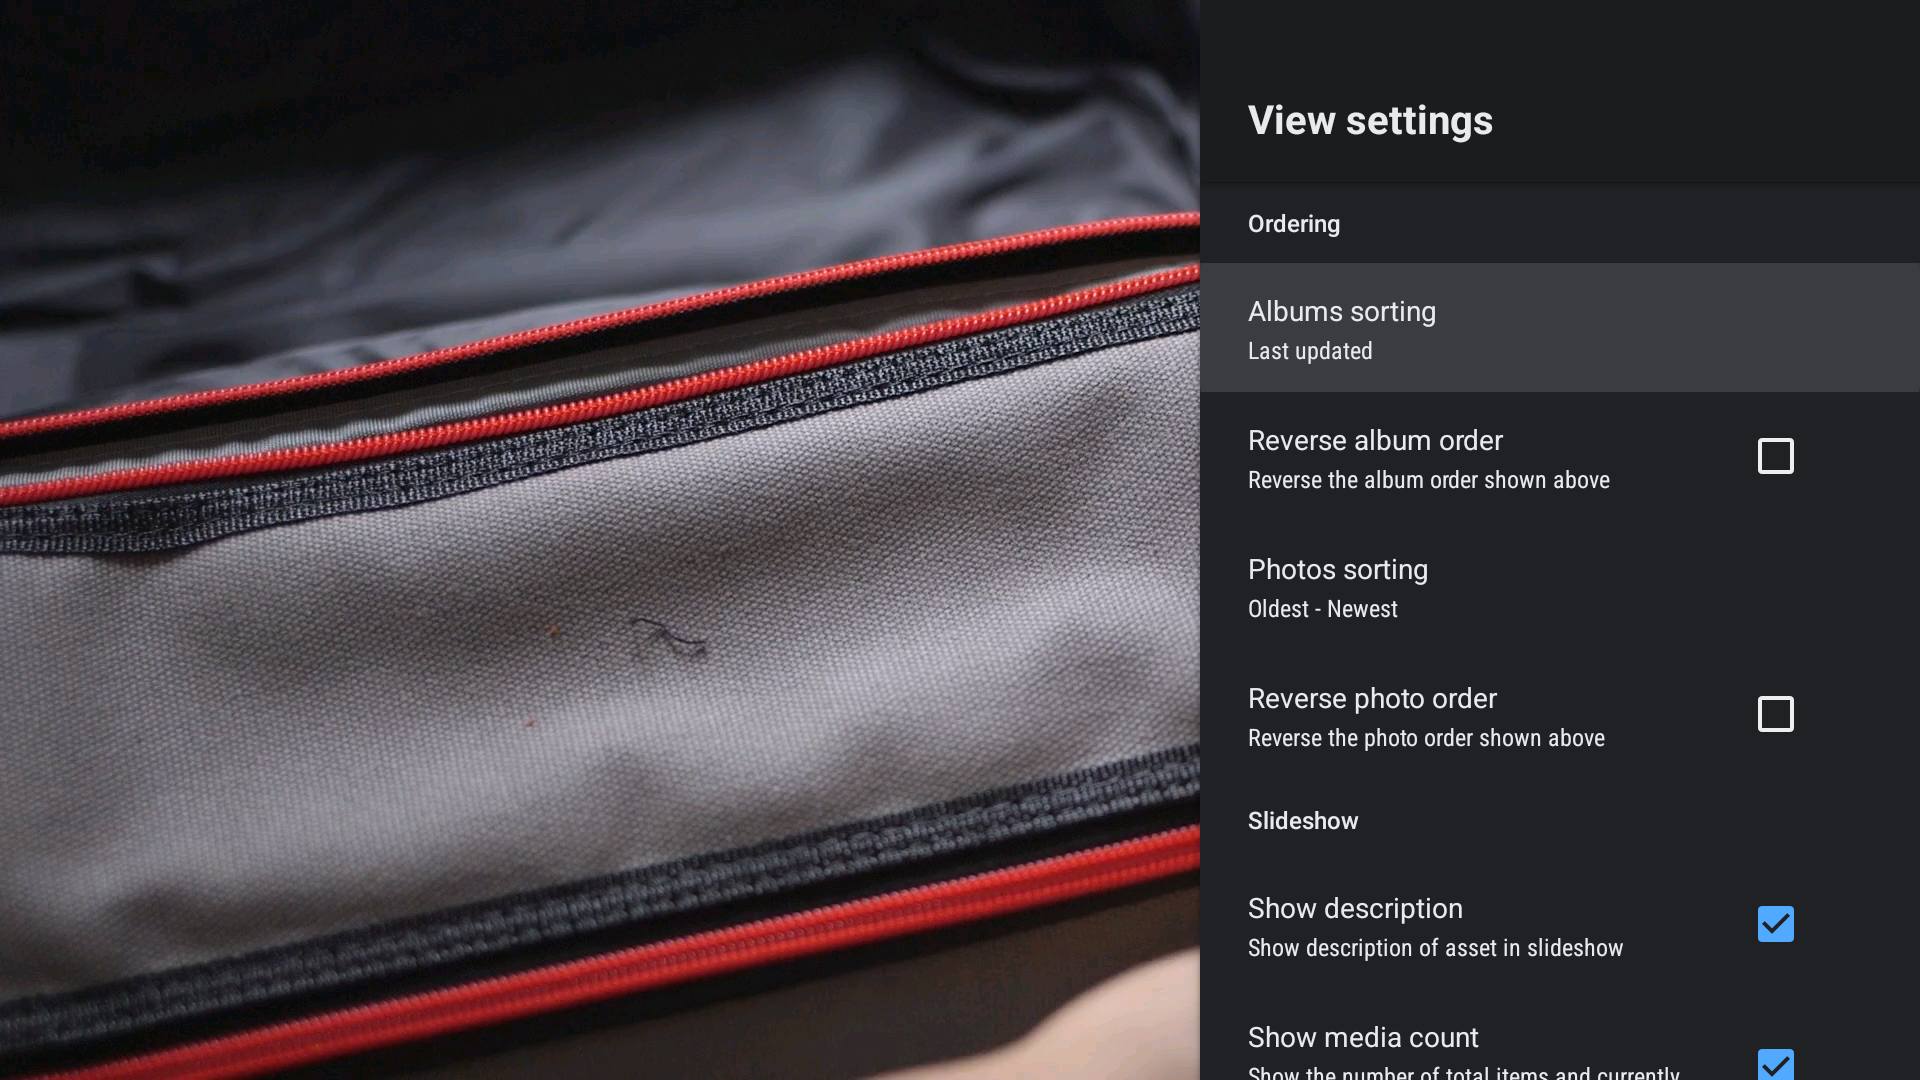 View settings
Ordering
Albums sorting
Last updated
Reverse album order
Reverse the album order shown above
Photos sorting
Oldest - Newest
Reverse photo order
Reverse the photo order shown above
Slideshow
Show description
Show description of asset in slideshow
Show media count
Show the number of total items and currently